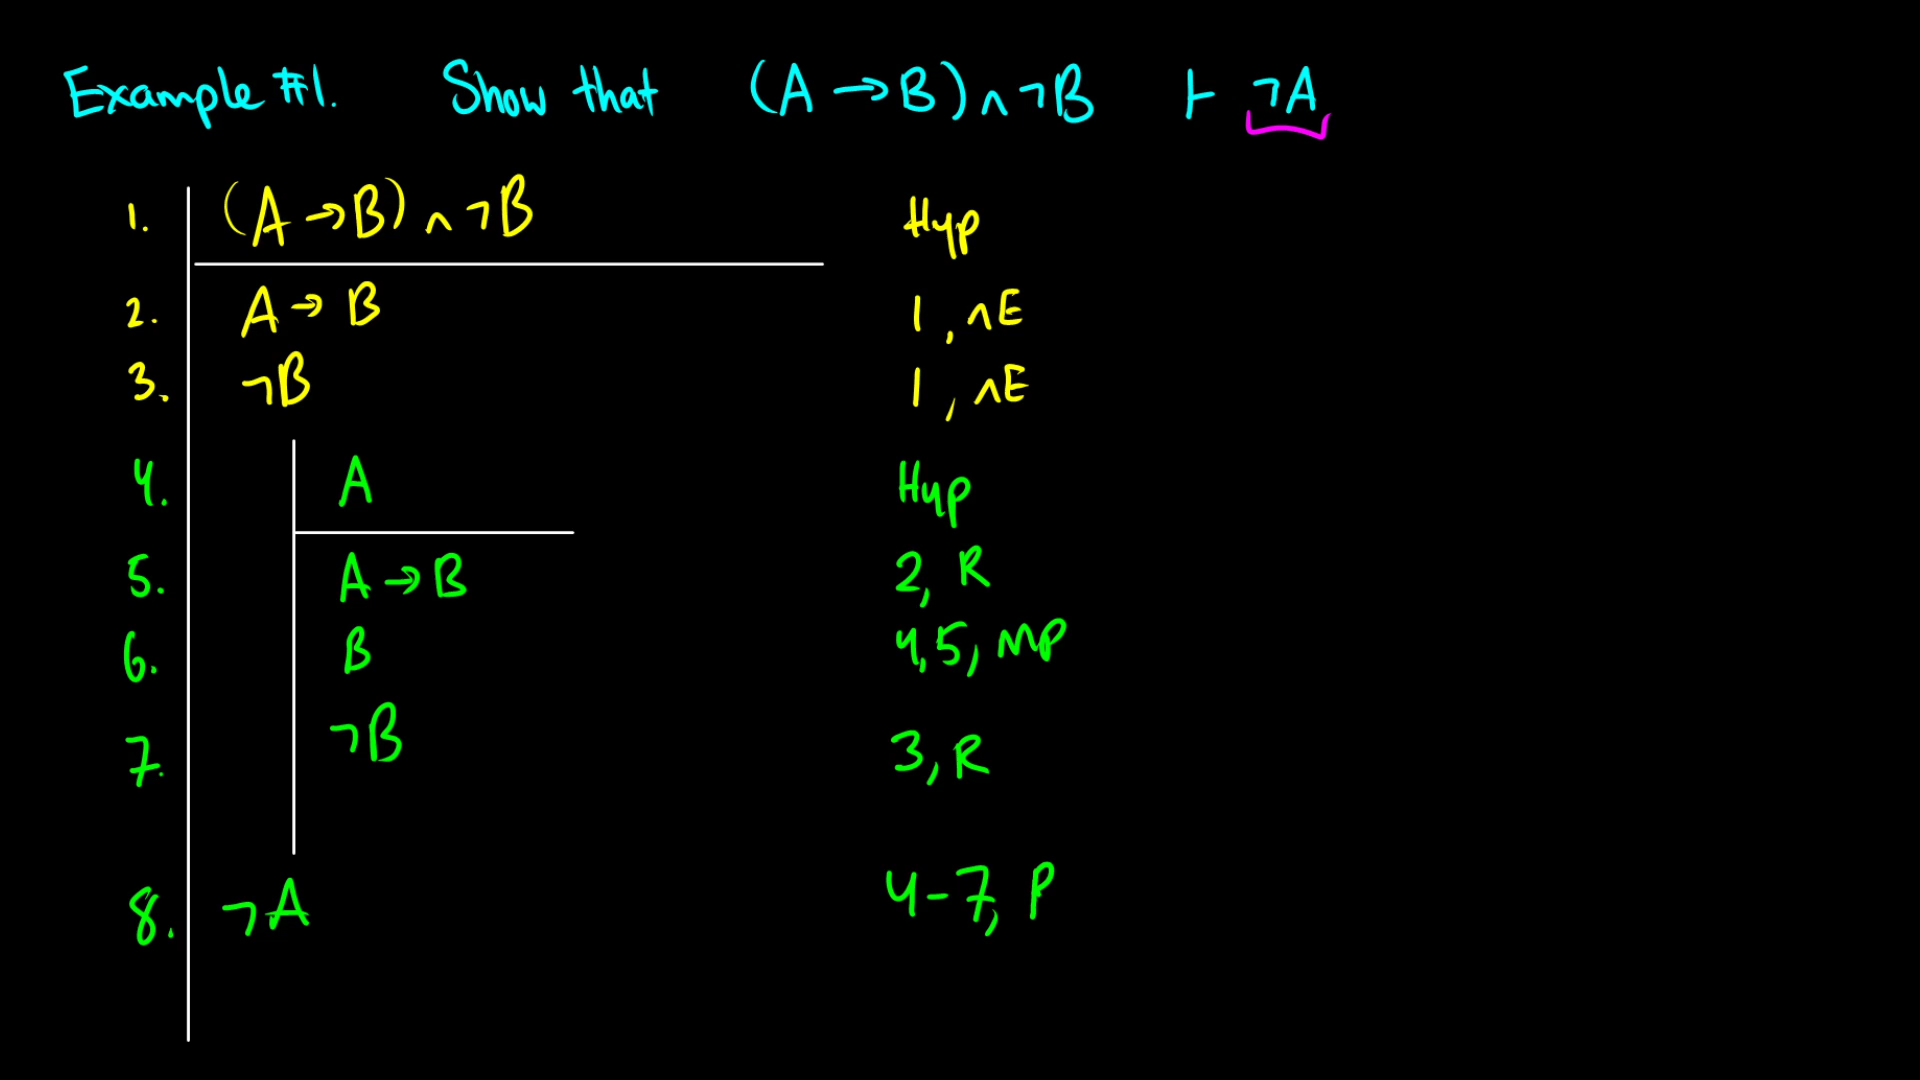 Example #1. Show that (A → B) ∧ ¬B ⊢ ¬A
1. (A → B) ∧ ¬B Hyp
2. A → B 1, ∧E
3. ¬B 1, ∧E
4. A Hyp
5. A → B 2, R
6. B 4,5, MP
7. ¬B 3, R
8. ¬A 4-7, P